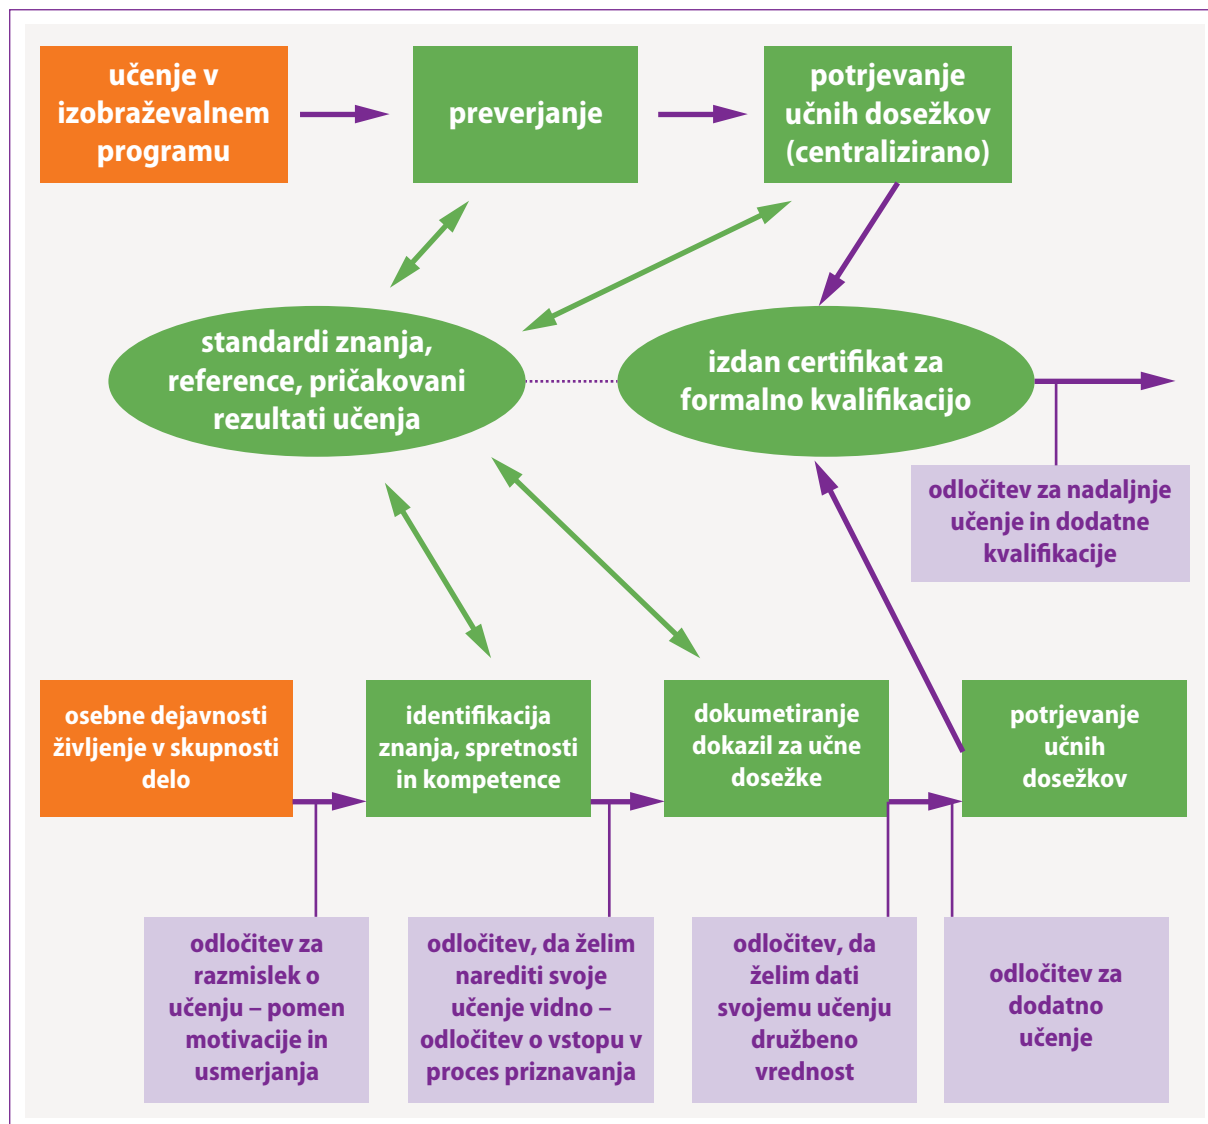 učenje v
izobraževalnem
programu
preverjanje
potrjevanje
učnih dosežkov
(centralizirano)
standardi znanja,
reference, pričakovani
rezultati učenja
izdan certifikat za
formalno kvalifikacijo
odločitev za nadaljnje
učenje in dodatne
kvalifikacije
osebne dejavnosti
življenje v skupnosti
delo
identifikacija
znanja, spretnosti
in kompetence
dokumetiranje
dokazil za učne
dosežke
potrjevanje
učnih
dosežkov
odločitev za
razmislek o
učenju – pomen
motivacije in
usmerjanja
odločitev, da želim
narediti svoje
učenje vidno –
odločitev o vstopu v
proces priznavanja
odločitev, da
želim dati
svojemu učenju
družbeno
vrednost
odločitev za
dodatno
učenje